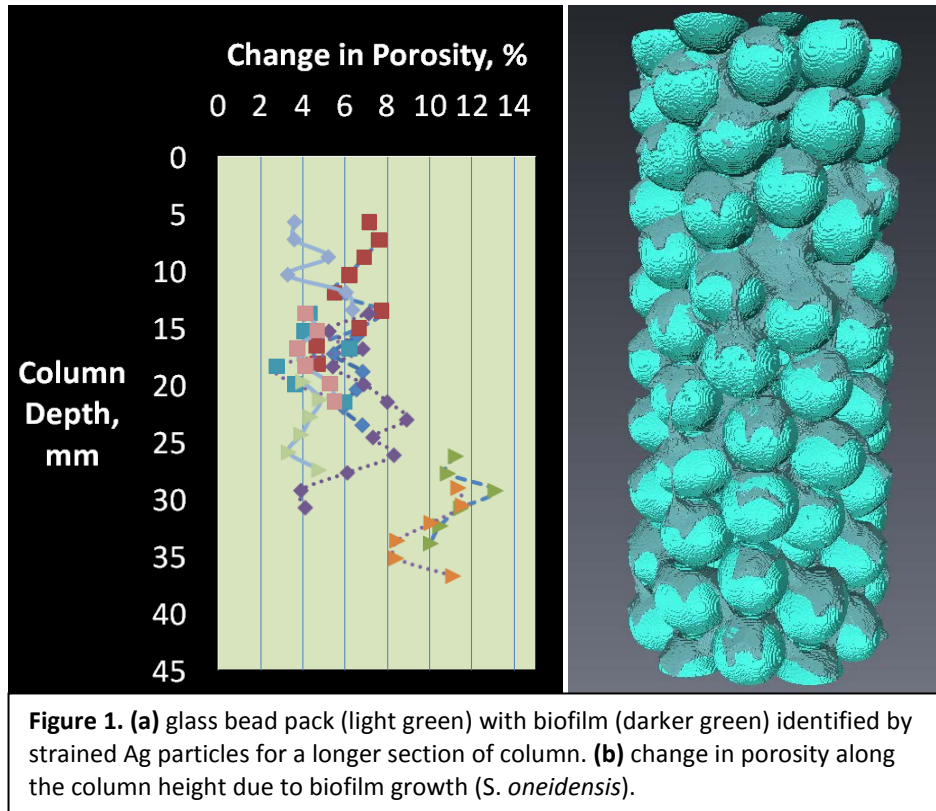 Change in Porosity, %
0 2 4 6 8 10 12 14
0
5
10
15
20
25
30
35
40
45
Column
Depth,
mm
Figure 1. (a) glass bead pack (light green) with biofilm (darker green) identified by
strained Ag particles for a longer section of column. (b) change in porosity along
the column height due to biofilm growth (S. oneidensis).